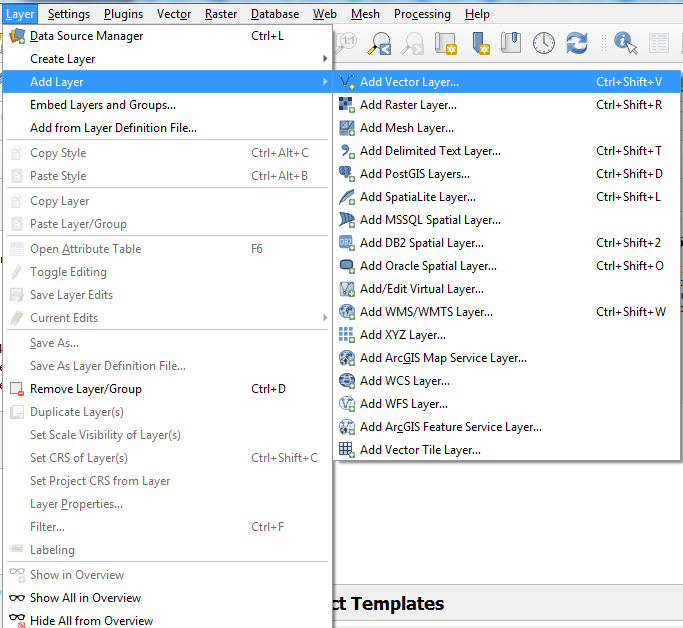 Layer Settings Plugins Vector Raster Database Web Mesh Processing Help
Data Source Manager Ctrl+L
Create Layer
Add Layer
Embed Layers and Groups...
Add from Layer Definition File...
Copy Style Ctrl+Alt+C
Paste Style Ctrl+Alt+B
Copy Layer
Paste Layer/Group
Open Attribute Table F6
Toggle Editing
Save Layer Edits
Current Edits
Save As...
Save As Layer Definition File...
Remove Layer/Group Ctrl+D
Duplicate Layer(s)
Set Scale Visibility of Layer(s)
Set CRS of Layer(s) Ctrl+Shift+C
Set Project CRS from Layer
Layer Properties...
Filter... Ctrl+F
Labeling
Show in Overview
Show All in Overview
Hide All from Overview
Add Vector Layer... Ctrl+Shift+V
Add Raster Layer... Ctrl+Shift+R
Add Mesh Layer...
Add Delimited Text Layer... Ctrl+Shift+T
Add PostGIS Layers... Ctrl+Shift+D
Add SpatiaLite Layer... Ctrl+Shift+L
Add MSSQL Spatial Layer...
DB2 Add DB2 Spatial Layer... Ctrl+Shift+2
Add Oracle Spatial Layer... Ctrl+Shift+O
Add/Edit Virtual Layer...
Add WMS/WMTS Layer... Ctrl+Shift+W
Add XYZ Layer...
Add ArcGIS Map Service Layer...
Add WCS Layer...
Add WFS Layer...
Add ArcGIS Feature Service Layer...
Add Vector Tile Layer...
ct Templates